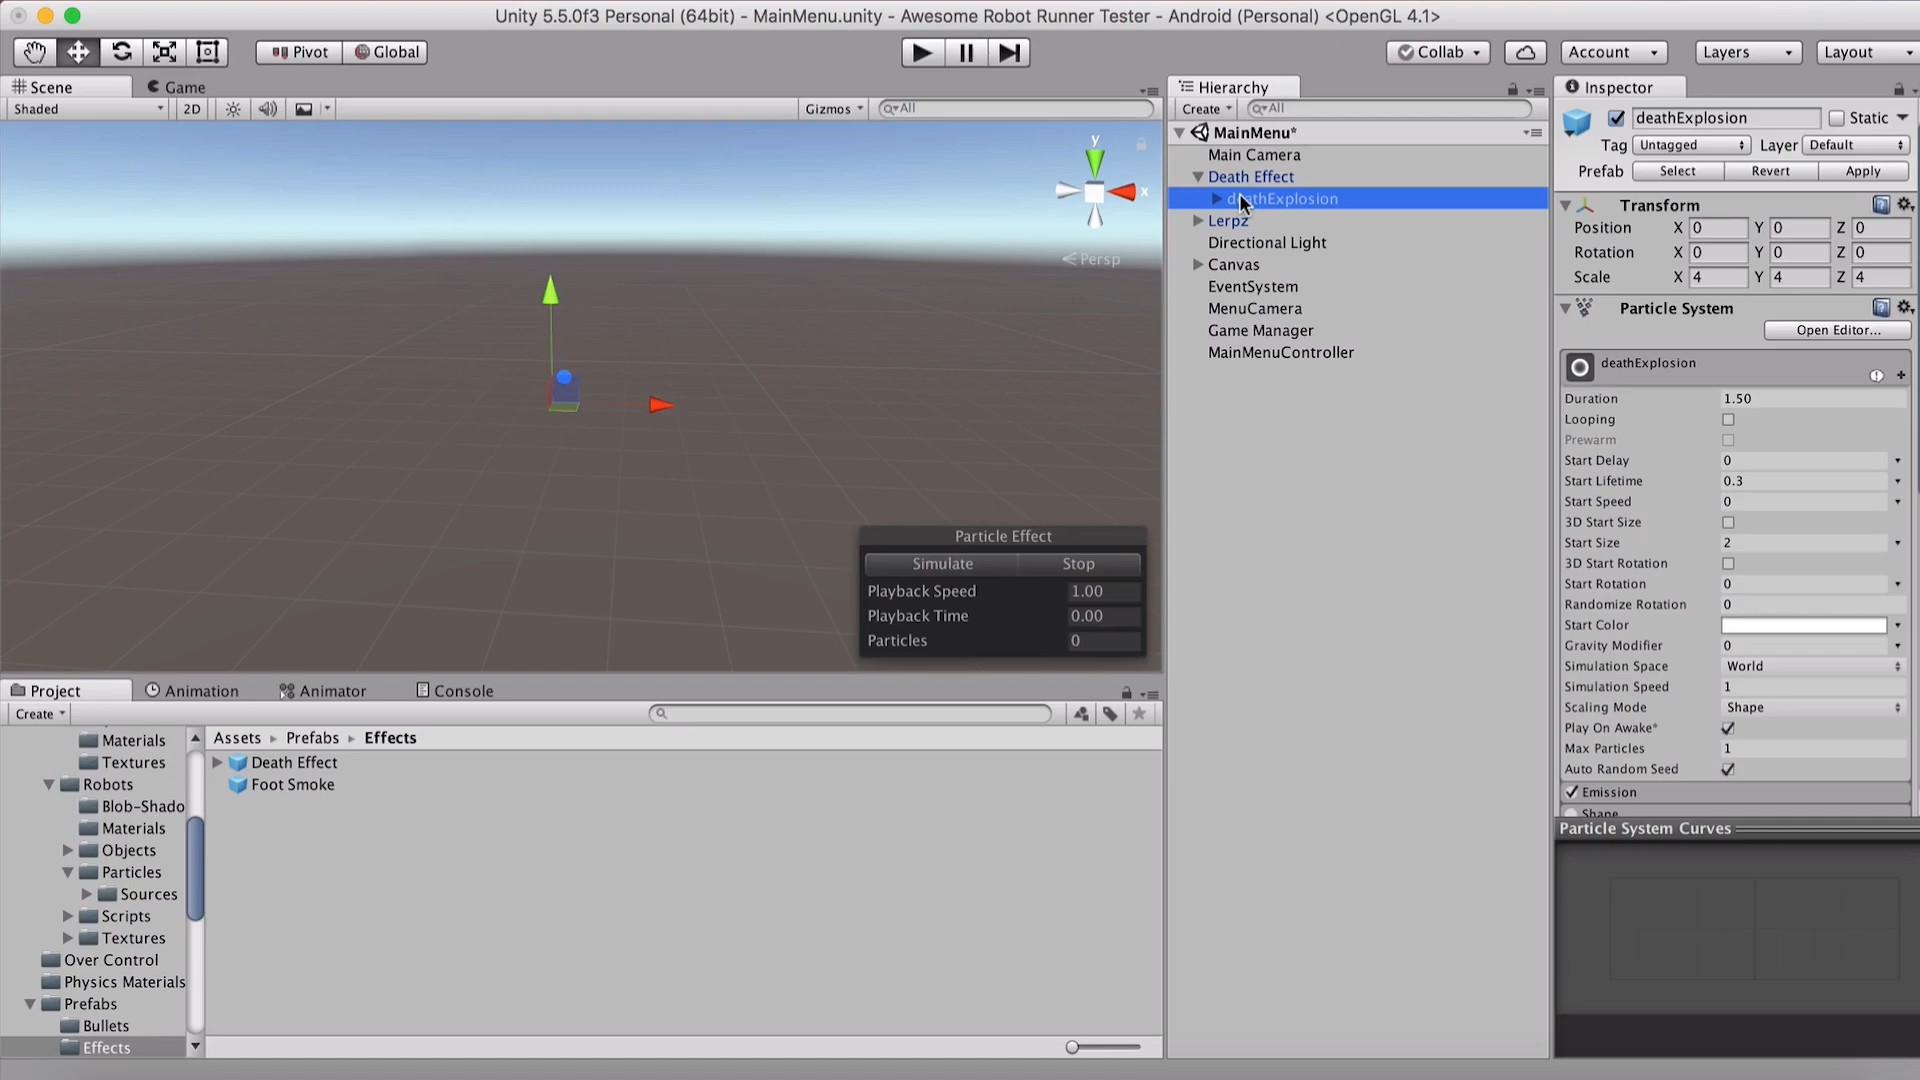 Unity 5.5.0f3 Personal (64bit) - MainMenu.unity - Awesome Robot Runner Tester - Android (Personal) <OpenGL 4.1>
Pivot Global
Collab Account Layers Layout
Scene Game
Shaded 2D Gizmos All
y
x
Persp
Particle Effect
Simulate Stop
Playback Speed 1.00
Playback Time 0.00
Particles 0
Hierarchy
Create All
MainMenu*
Main Camera
Death Effect
deathExplosion
Lerpz
Directional Light
Canvas
EventSystem
MenuCamera
Game Manager
MainMenuController
Inspector
deathExplosion Static
Tag Untagged Layer Default
Prefab Select Revert Apply
Transform
Position X 0 Y 0 Z 0
Rotation X 0 Y 0 Z 0
Scale X 4 Y 4 Z 4
Particle System
Open Editor...
deathExplosion
Duration 1.50
Looping
Prewarm
Start Delay 0
Start Lifetime 0.3
Start Speed 0
3D Start Size
Start Size 2
3D Start Rotation
Start Rotation 0
Randomize Rotation 0
Start Color
Gravity Modifier 0
Simulation Space World
Simulation Speed 1
Scaling Mode Shape
Play On Awake*
Max Particles 1
Auto Random Seed
Emission
Shape
Particle System Curves
Project Animation Animator Console
Create
Materials
Textures
Robots
Blob-Shado
Materials
Objects
Particles
Sources
Scripts
Textures
Over Control
Physics Materials
Prefabs
Bullets
Effects
Assets Prefabs Effects
Death Effect
Foot Smoke